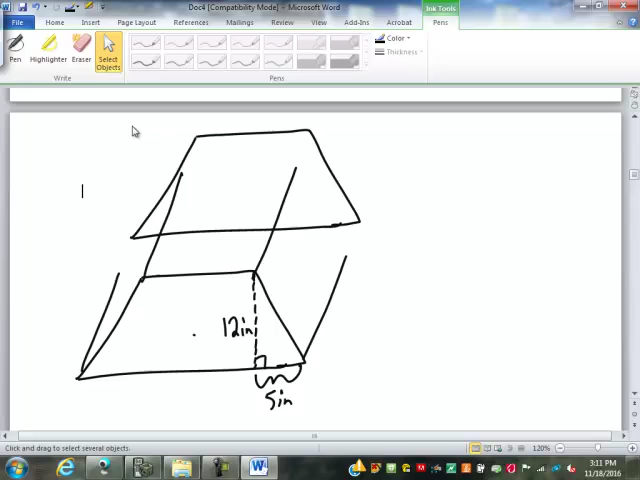 Doc4 [Compatibility Mode] - Microsoft Word
Ink Tools
File Home Insert Page Layout References Mailings Review View Add-Ins Acrobat Pens
Pen Highlighter Eraser Select Objects
Color
Thickness
Write
Pens
12in
5in
Click and drag to select several objects.
120%
3:11 PM
11/18/2016